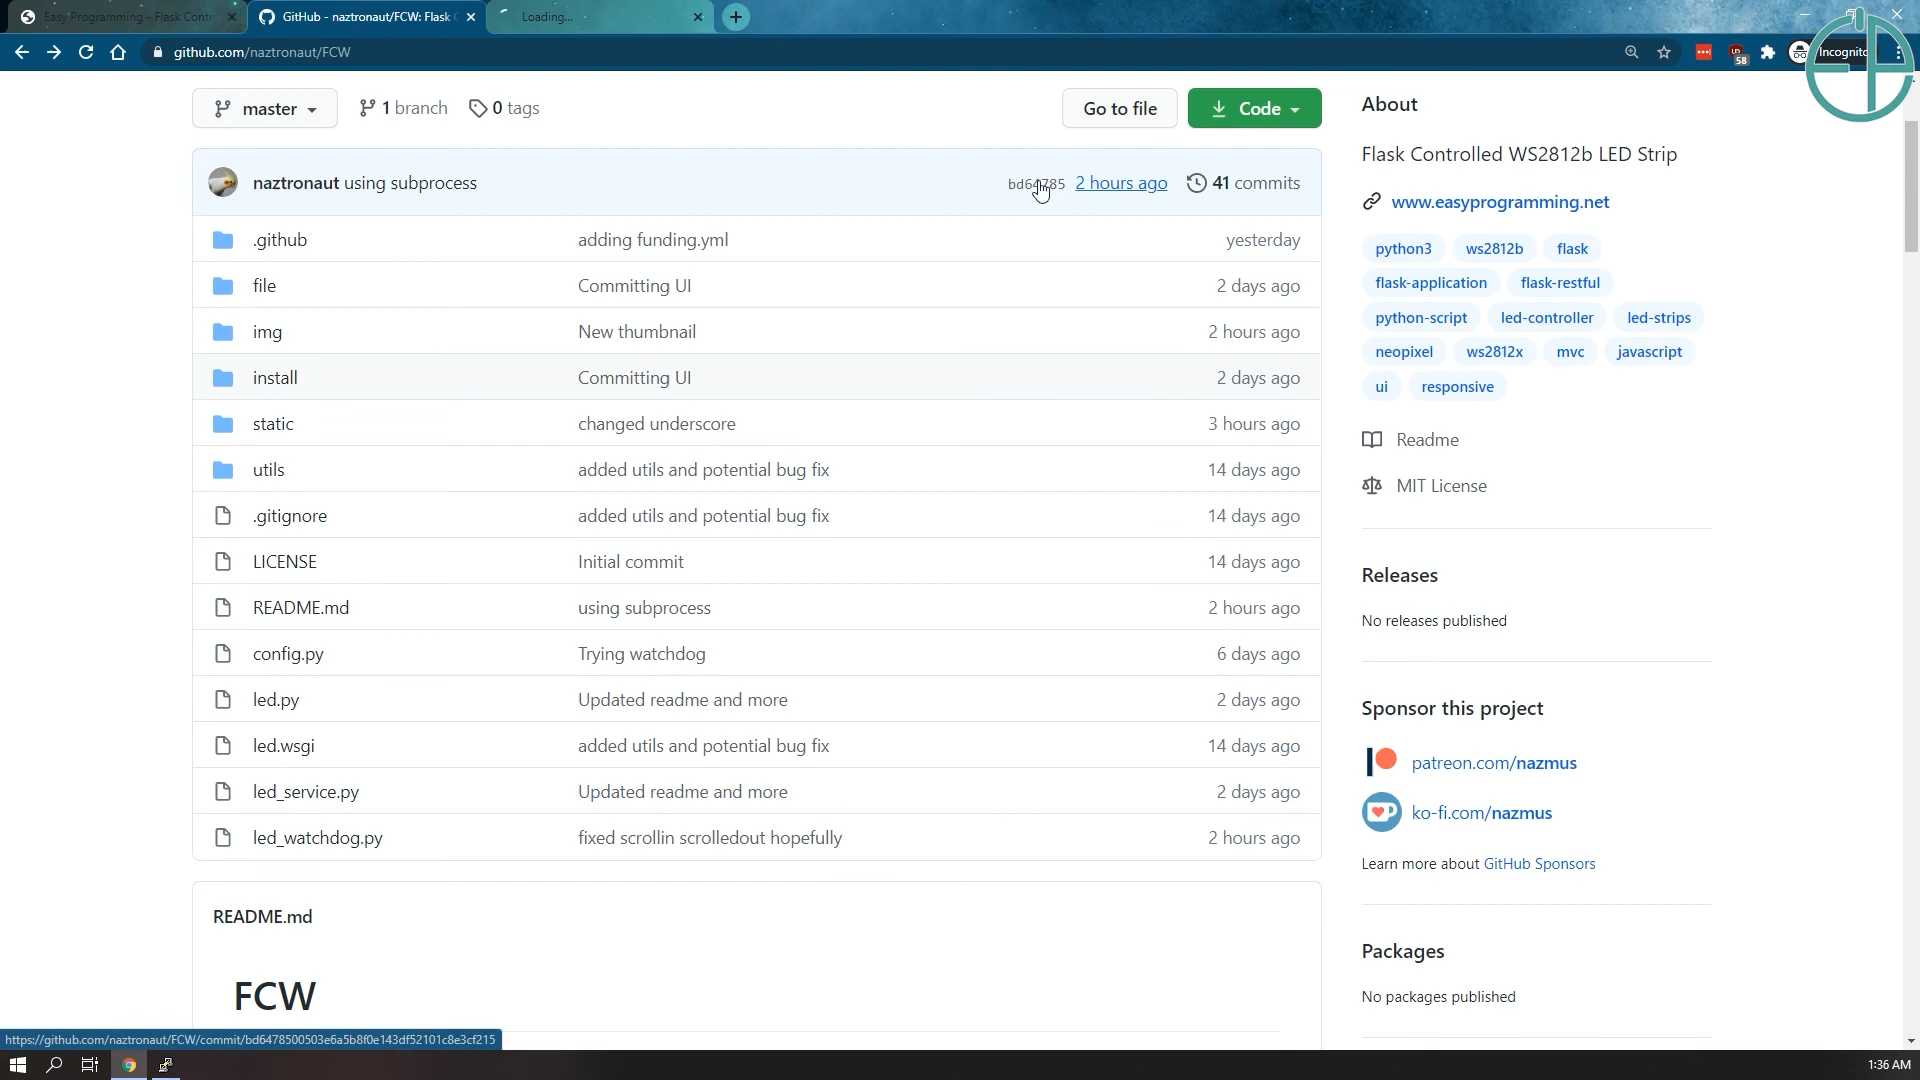 Easy Programming - Flask Contr
GitHub - naztronaut/FCW: Flask C
Loading...
github.com/naztronaut/FCW
58
Incognito
master
1 branch
0 tags
Go to file
Code
naztronaut using subprocess
bd64785
2 hours ago
41 commits
.github
adding funding.yml
yesterday
file
Committing UI
2 days ago
img
New thumbnail
2 hours ago
install
Committing UI
2 days ago
static
changed underscore
3 hours ago
utils
added utils and potential bug fix
14 days ago
.gitignore
added utils and potential bug fix
14 days ago
LICENSE
Initial commit
14 days ago
README.md
using subprocess
2 hours ago
config.py
Trying watchdog
6 days ago
led.py
Updated readme and more
2 days ago
led.wsgi
added utils and potential bug fix
14 days ago
led_service.py
Updated readme and more
2 days ago
led_watchdog.py
fixed scrollin scrolledout hopefully
2 hours ago
README.md
FCW
About
Flask Controlled WS2812b LED Strip
www.easyprogramming.net
python3 ws2812b flask
flask-application flask-restful
python-script led-controller led-strips
neopixel ws2812x mvc javascript
ui responsive
Readme
MIT License
Releases
No releases published
Sponsor this project
patreon.com/nazmus
ko-fi.com/nazmus
Learn more about GitHub Sponsors
Packages
No packages published
https://github.com/naztronaut/FCW/commit/bd6478500503e6a5b8f0e143df52101c8e3cf215
1:36 AM